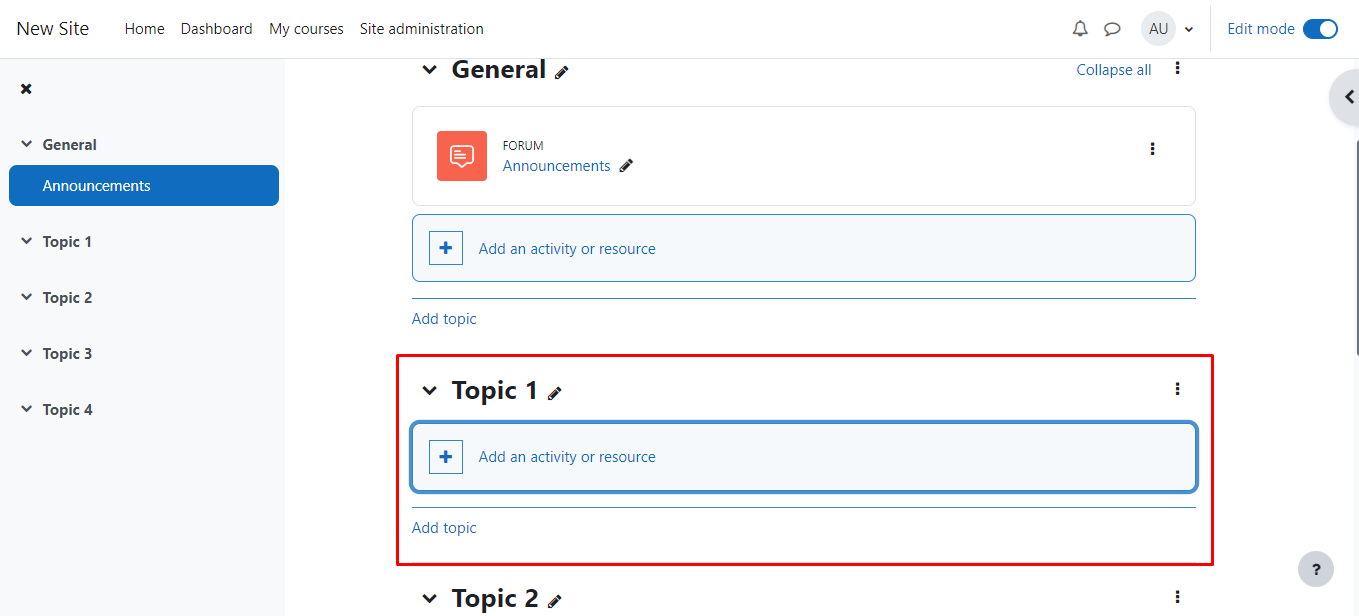 New Site Home Dashboard My courses Site administration AU Edit mode
General
Announcements
Topic 1
Topic 2
Topic 3
Topic 4
General Collapse all
FORUM
Announcements
+ Add an activity or resource
Add topic
Topic 1
+ Add an activity or resource
Add topic
Topic 2
?